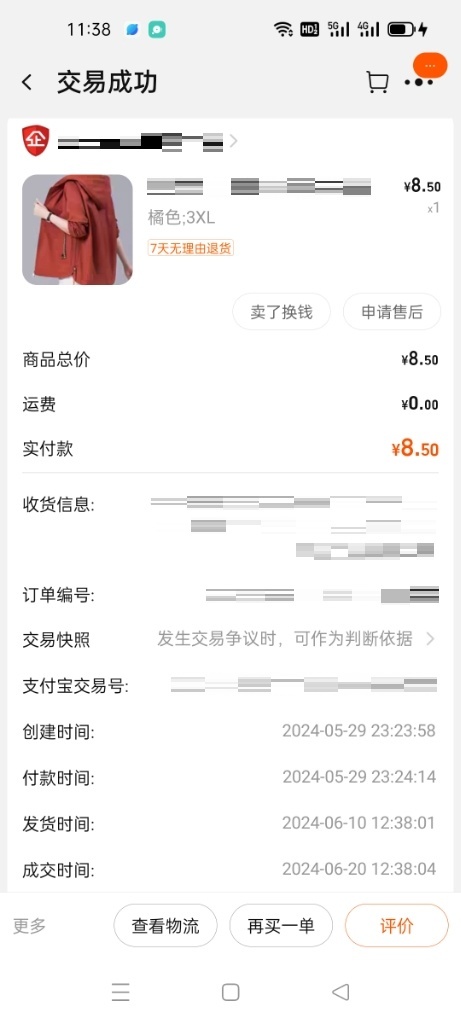 11:38
HD2 5G 4G
交易成功
企
¥8.50
橘色;3XL
x1
7天无理由退货
卖了换钱
申请售后
商品总价
¥8.50
运费
¥0.00
实付款
¥8.50
收货信息:
订单编号:
交易快照
发生交易争议时，可作为判断依据
支付宝交易号:
创建时间:
2024-05-29 23:23:58
付款时间:
2024-05-29 23:24:14
发货时间:
2024-06-10 12:38:01
成交时间:
2024-06-20 12:38:04
更多
查看物流
再买一单
评价